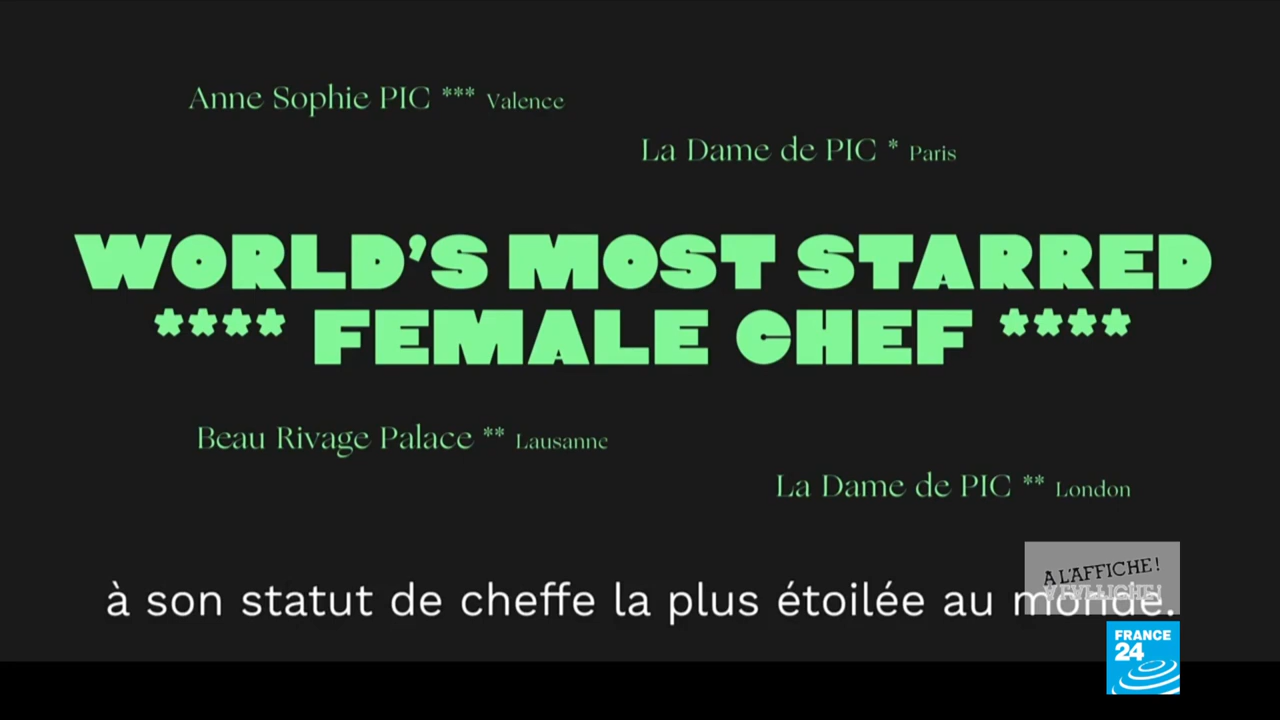 Anne Sophie PIC *** Valence
La Dame de PIC * Paris
WORLD'S MOST STARRED
**** FEMALE CHEF ****
Beau Rivage Palace ** Lausanne
La Dame de PIC ** London
à son statut de cheffe la plus étoilée au monde.
A L'AFFICHE!
FRANCE
24